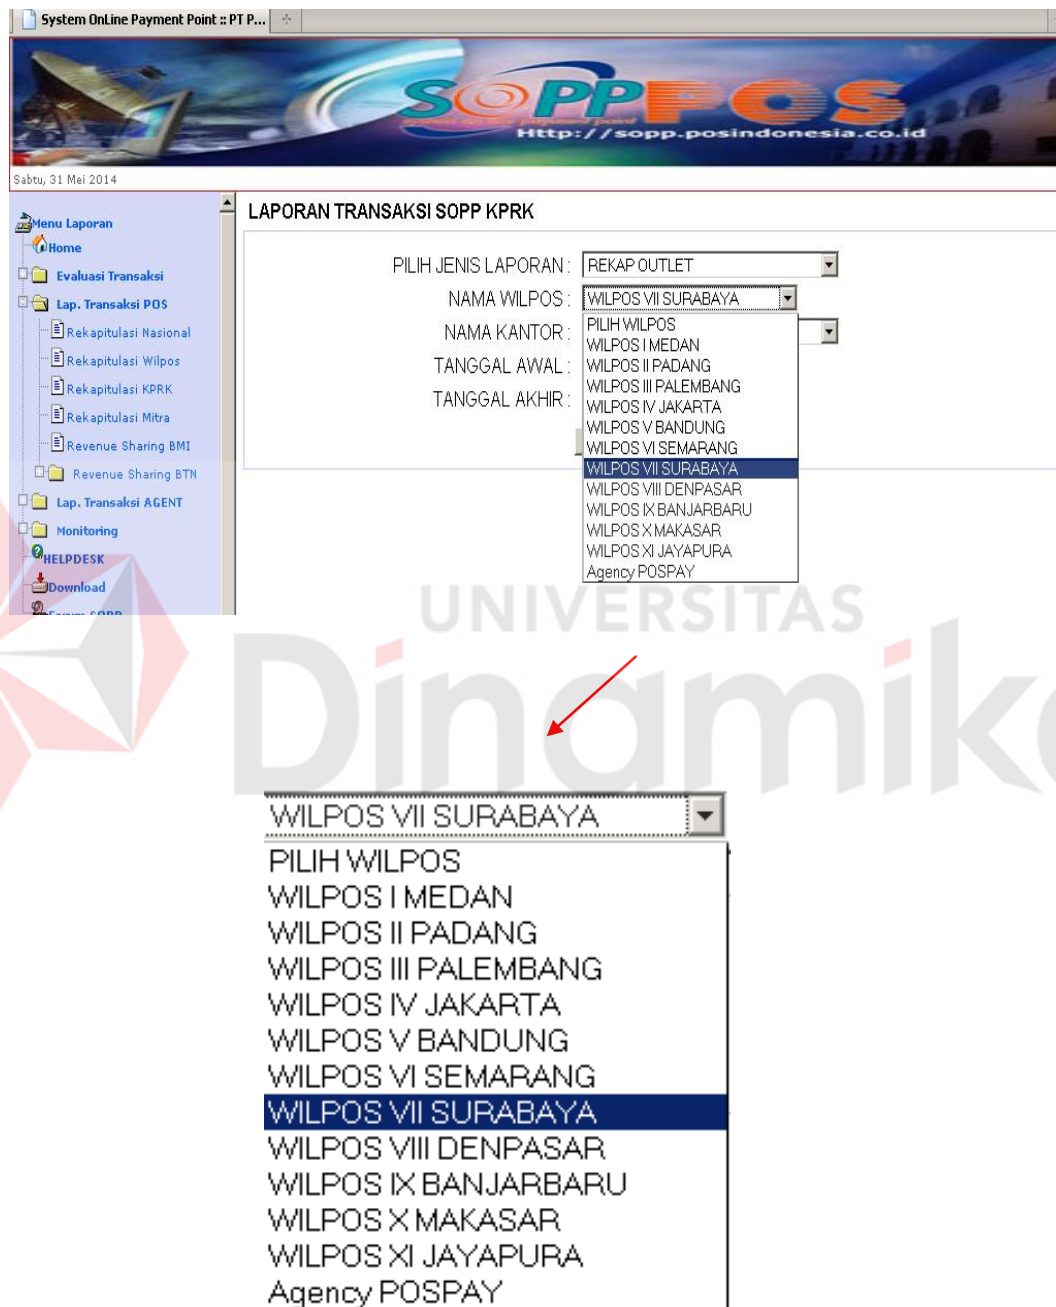 System OnLine Payment Point :: PT P...
SOPPPOS
Http://sopp.posindonesia.co.id
Sabtu, 31 Mei 2014
Menu Laporan
Home
Evaluasi Transaksi
Lap. Transaksi POS
Rekapitulasi Nasional
Rekapitulasi Wilpos
Rekapitulasi KPRK
Rekapitulasi Mitra
Revenue Sharing BMI
Revenue Sharing BTN
Lap. Transaksi AGENT
Monitoring
HELPDESK
Download
Forum SOPP
LAPORAN TRANSAKSI SOPP KPRK
PILIH JENIS LAPORAN : REKAP OUTLET
NAMA WILPOS : WILPOS VII SURABAYA
NAMA KANTOR :
TANGGAL AWAL :
TANGGAL AKHIR :
PILIH WILPOS
WILPOS I MEDAN
WILPOS II PADANG
WILPOS III PALEMBANG
WILPOS IV JAKARTA
WILPOS V BANDUNG
WILPOS VI SEMARANG
WILPOS VII SURABAYA
WILPOS VIII DENPASAR
WILPOS IX BANJARBARU
WILPOS X MAKASAR
WILPOS XI JAYAPURA
Agency POSPAY
UNIVERSITAS
Dinamika
WILPOS VII SURABAYA
PILIH WILPOS
WILPOS I MEDAN
WILPOS II PADANG
WILPOS III PALEMBANG
WILPOS IV JAKARTA
WILPOS V BANDUNG
WILPOS VI SEMARANG
WILPOS VII SURABAYA
WILPOS VIII DENPASAR
WILPOS IX BANJARBARU
WILPOS X MAKASAR
WILPOS XI JAYAPURA
Agency POSPAY